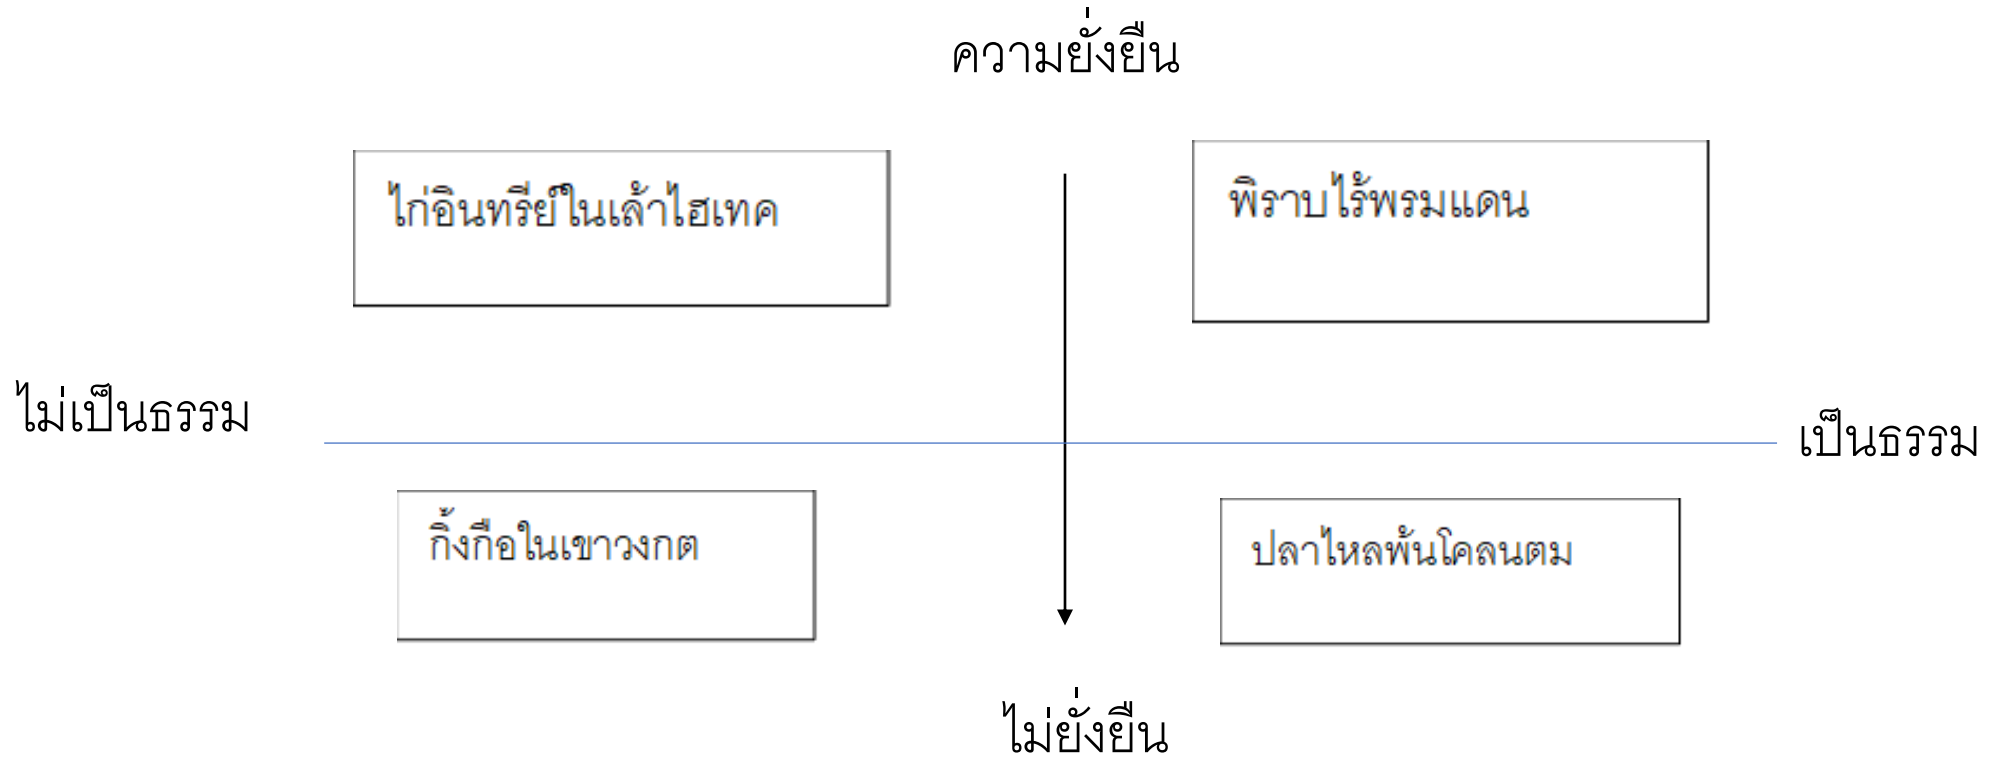 ความยั่งยืน
ไก่อินทรีย์ในเล้าไฮเทค
พิราบไร้พรมแดน
ไม่เป็นธรรม
เป็นธรรม
กิ้งกือในเขาวงกต
ปลาไหลพ้นโคลนตม
ไม่ยั่งยืน